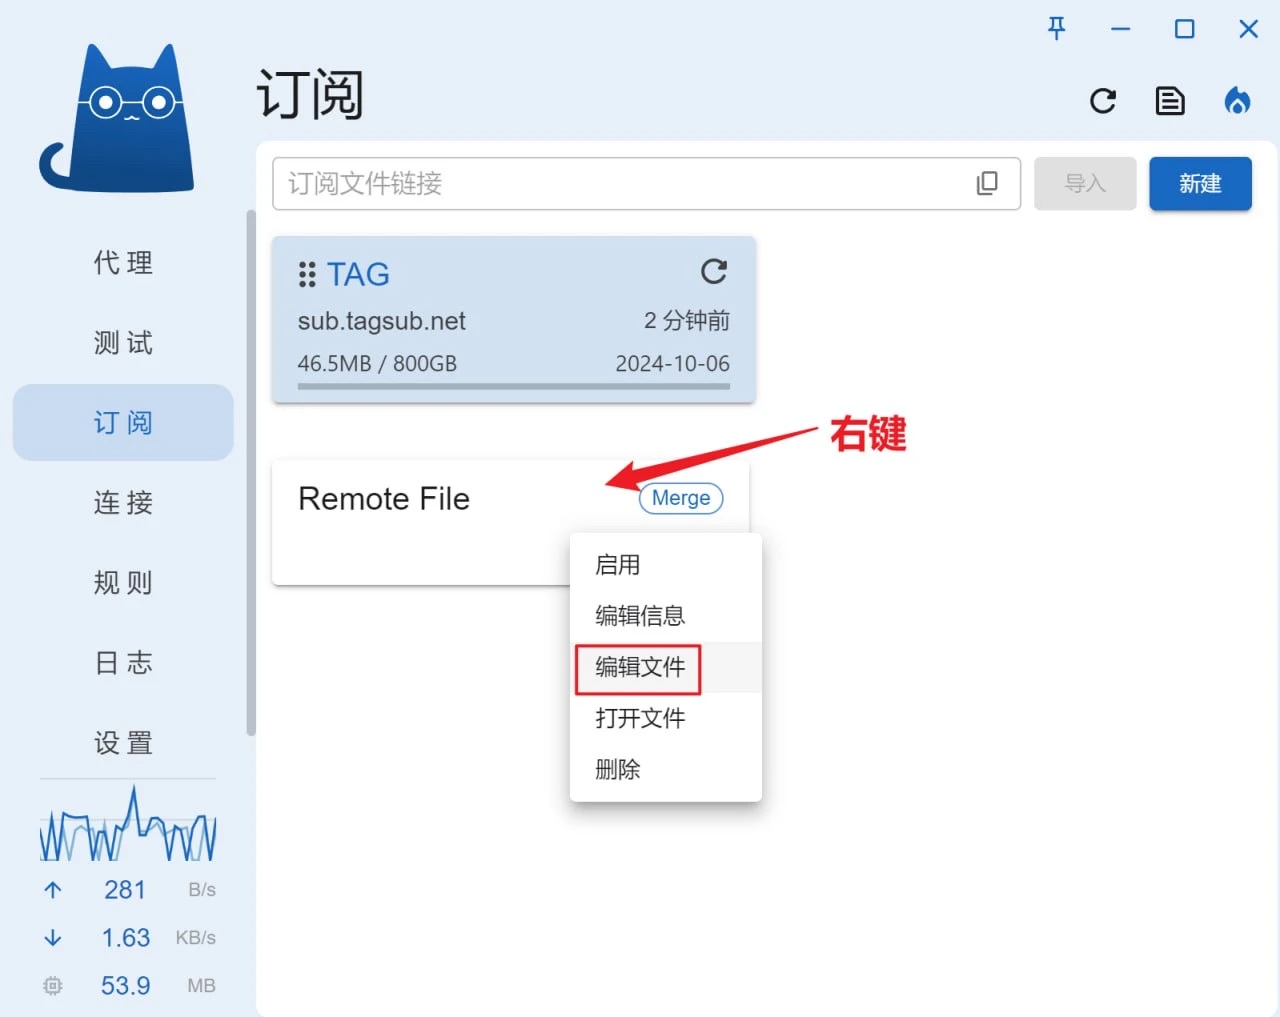 订阅
订阅文件链接
导入
新建
代理
测试
订阅
连接
规则
日志
设置
281 B/s
1.63 KB/s
53.9 MB
TAG
sub.tagsub.net
2 分钟前
46.5MB / 800GB
2024-10-06
右键
Remote File
Merge
启用
编辑信息
编辑文件
打开文件
删除